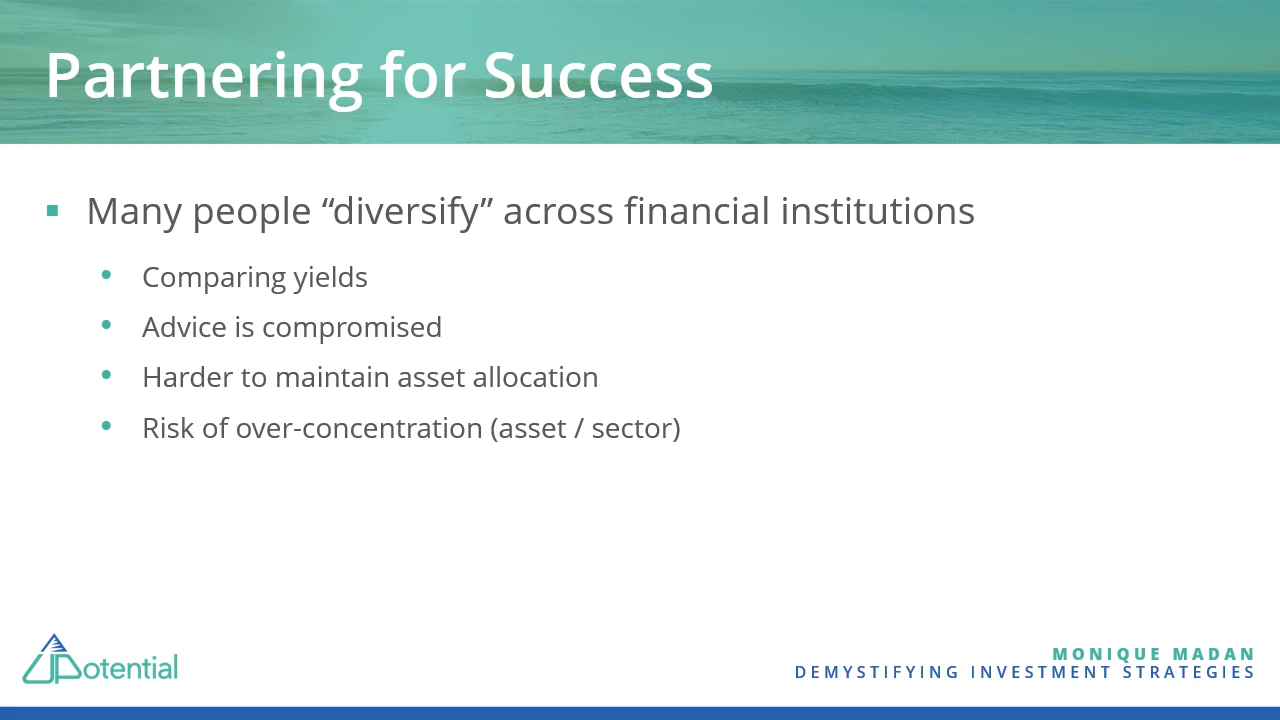 Partnering for Success
Many people “diversify” across financial institutions
Comparing yields
Advice is compromised
Harder to maintain asset allocation
Risk of over-concentration (asset / sector)
UPotential
MONIQUE MADAN
DEMYSTIFYING INVESTMENT STRATEGIES